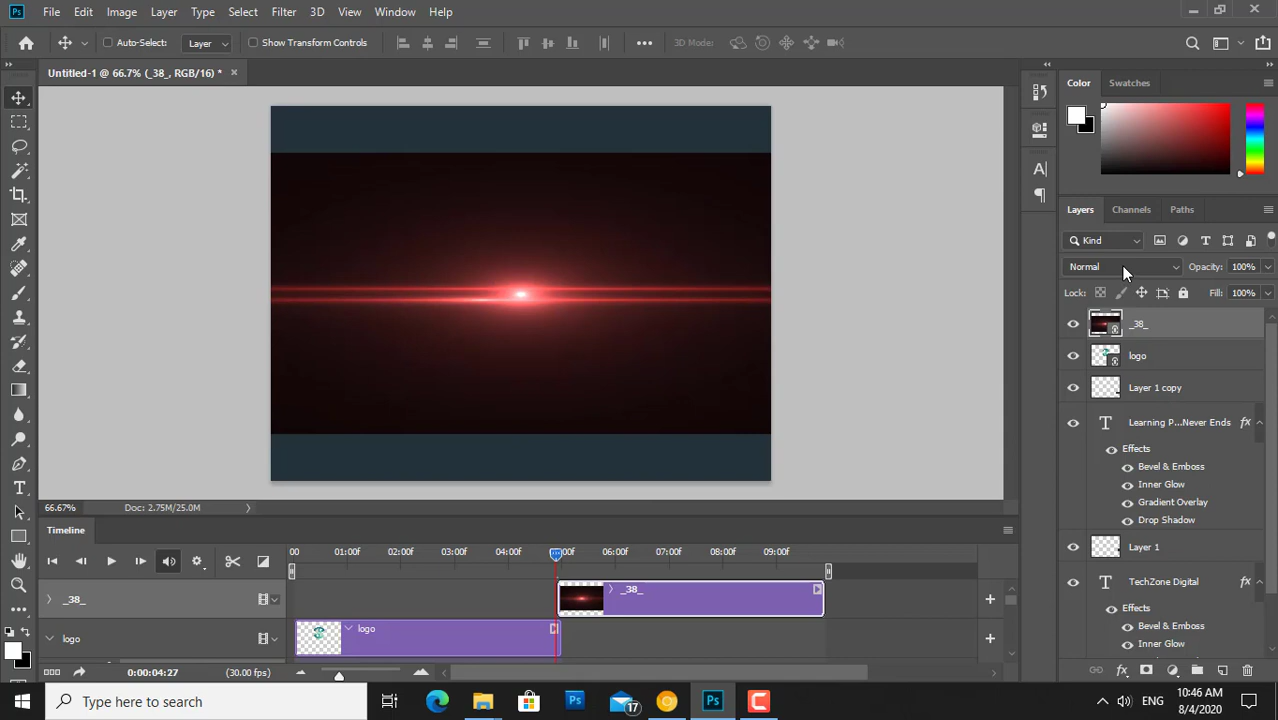 Ps File Edit Image Layer Type Select Filter 3D View Window Help
Auto-Select: Layer Show Transform Controls 3D Mode:
Untitled-1 @ 66.7% (_38_, RGB/16) *
Color Swatches
Layers Channels Paths
Kind
Normal Opacity: 100%
Lock: Fill: 100%
_38_
logo
Layer 1 copy
Learning P...Never Ends fx
Effects
Bevel & Emboss
Inner Glow
Gradient Overlay
Drop Shadow
Layer 1
TechZone Digital fx
Effects
Bevel & Emboss
Inner Glow
66.67% Doc: 2.75M/25.0M
Timeline
00 01:00f 02:00f 03:00f 04:00f 00f 06:00f 07:00f 08:00f 09:00f
_38_ _38_
logo logo
0:00:04:27 (30.00 fps)
Type here to search 17 Ps Ps ENG 10:46 AM
8/4/2020